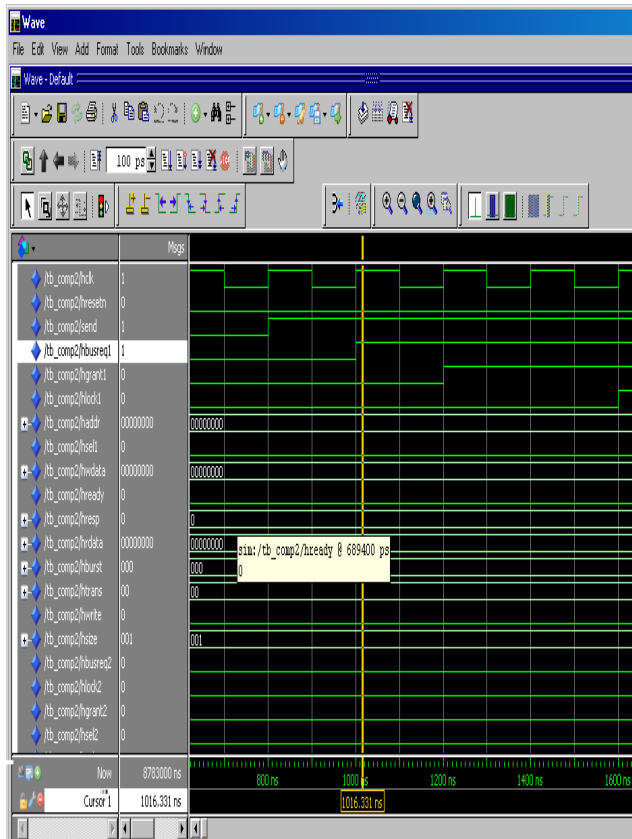 Wave
File Edit View Add Format Tools Bookmarks Window
Wave - Default
100 ps
Msgs
/tb_comp2/hclk 1
/tb_comp2/hresetn 0
/tb_comp2/send 1
/tb_comp2/hbusreq1 1
/tb_comp2/hgrant1 0
/tb_comp2/hlock1 0
/tb_comp2/haddr 00000000 00000000
/tb_comp2/hsel1 0
/tb_comp2/hwdata 00000000 00000000
/tb_comp2/hready 0
/tb_comp2/hresp 0 0
/tb_comp2/hrdata 00000000 00000000
sim:/tb_comp2/hready @ 689400 ps
0
/tb_comp2/hburst 000 000
/tb_comp2/htrans 00 00
/tb_comp2/hwrite 0
/tb_comp2/hsize 001 001
/tb_comp2/hbusreq2 0
/tb_comp2/hlock2 0
/tb_comp2/hgrant2 0
/tb_comp2/hsel2 0
Now 8783000 ns 800 ns 1000 ns 1200 ns 1400 ns 1600 ns
Cursor 1 1016.331 ns 1016.331 ns